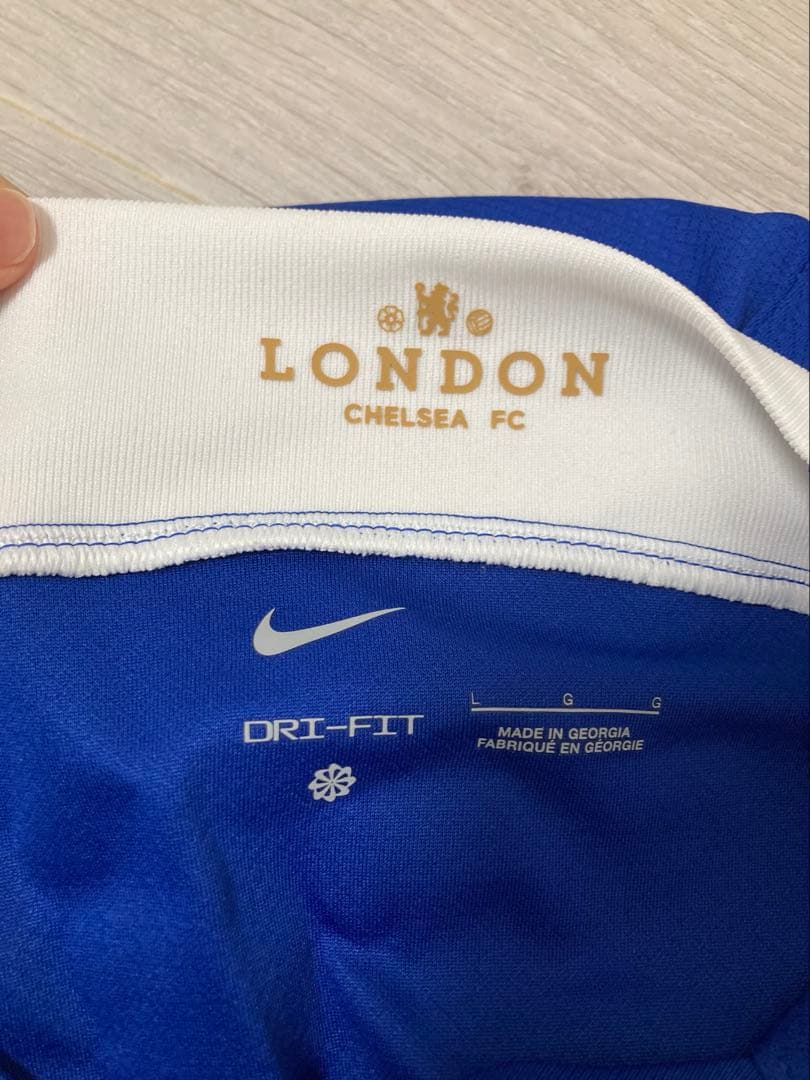 LONDON
CHELSEA FC
DRI-FIT
L G G
MADE IN GEORGIA
FABRIQUÉ EN GÉORGIE